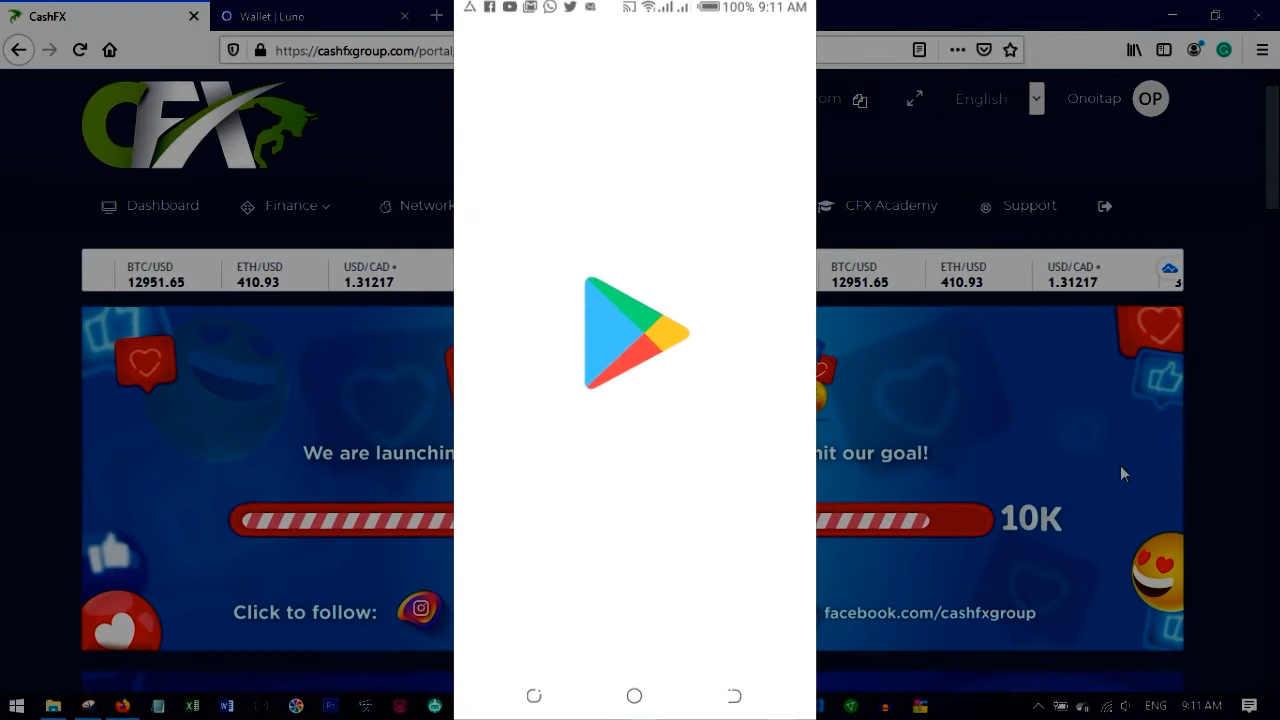 CashFX
Wallet | Luno
100% 9:11 AM
https://cashfxgroup.com/portal
CFX
om
English
Onoitap
OP
Dashboard
Finance
Network
CFX Academy
Support
BTC/USD
12951.65
ETH/USD
410.93
USD/CAD
1.31217
BTC/USD
12951.65
ETH/USD
410.93
USD/CAD
1.31217
We are launchin
hit our goal!
10K
Click to follow:
facebook.com/cashfxgroup
ENG
9:11 AM